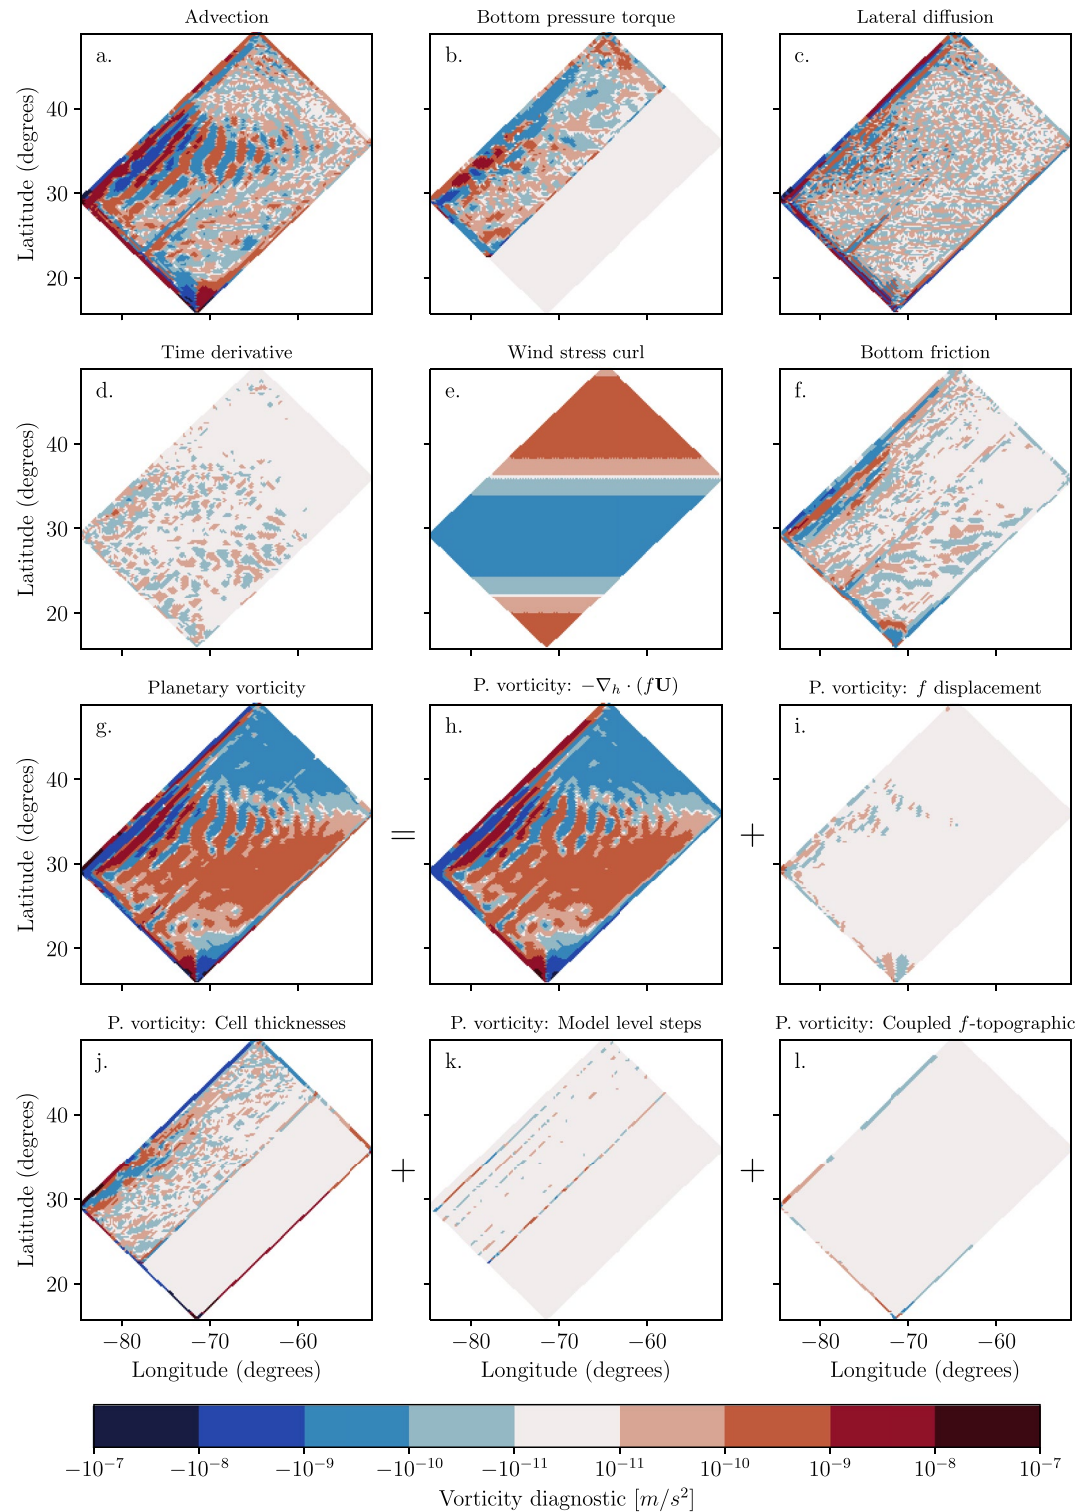 Advection
Bottom pressure torque
Lateral diffusion
a.
b.
c.
40
30
20
Latitude (degrees)
Time derivative
Wind stress curl
Bottom friction
d.
e.
f.
40
30
20
Latitude (degrees)
Planetary vorticity
P. vorticity: $-\nabla_h \cdot (f\mathbf{U})$
P. vorticity: $f$ displacement
g.
h.
i.
40
30
20
Latitude (degrees)
=
+
P. vorticity: Cell thicknesses
P. vorticity: Model level steps
P. vorticity: Coupled $f$-topographic
j.
k.
l.
40
30
20
Latitude (degrees)
+
+
−80 −70 −60
−80 −70 −60
−80 −70 −60
Longitude (degrees)
Longitude (degrees)
Longitude (degrees)
$-10^{-7}$ $-10^{-8}$ $-10^{-9}$ $-10^{-10}$ $-10^{-11}$ $10^{-11}$ $10^{-10}$ $10^{-9}$ $10^{-8}$ $10^{-7}$
Vorticity diagnostic $[m/s^2]$